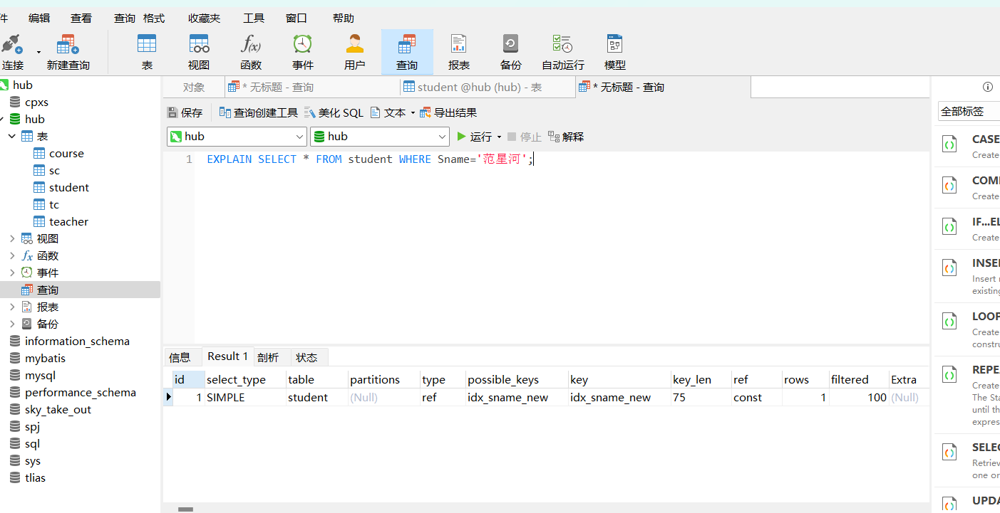 件 编辑 查看 查询 格式 收藏夹 工具 窗口 帮助
连接 新建查询 表 视图 函数 事件 用户 查询 报表 备份 自动运行 模型
hub
cpxs
hub
表
course
sc
student
tc
teacher
视图
函数
事件
查询
报表
备份
information_schema
mybatis
mysql
performance_schema
sky_take_out
spj
sql
sys
tlias
对象 * 无标题 - 查询 student @hub (hub) - 表 * 无标题 - 查询
保存 查询创建工具 美化 SQL 文本 导出结果
hub hub 运行 停止 解释
1 EXPLAIN SELECT * FROM student WHERE Sname='范星河';
信息 Result 1 剖析 状态
id select_type table partitions type possible_keys key key_len ref rows filtered Extra
1 SIMPLE student (Null) ref idx_sname_new idx_sname_new 75 const 1 100 (Null)
全部标签
CASE
Create
COM
Create
IF...EL
Create
INSE
Insert
existing
LOOP
Create
constru
REPE
Create
The Sta
until th
expres
SELE
Retriev
one or
UPDA